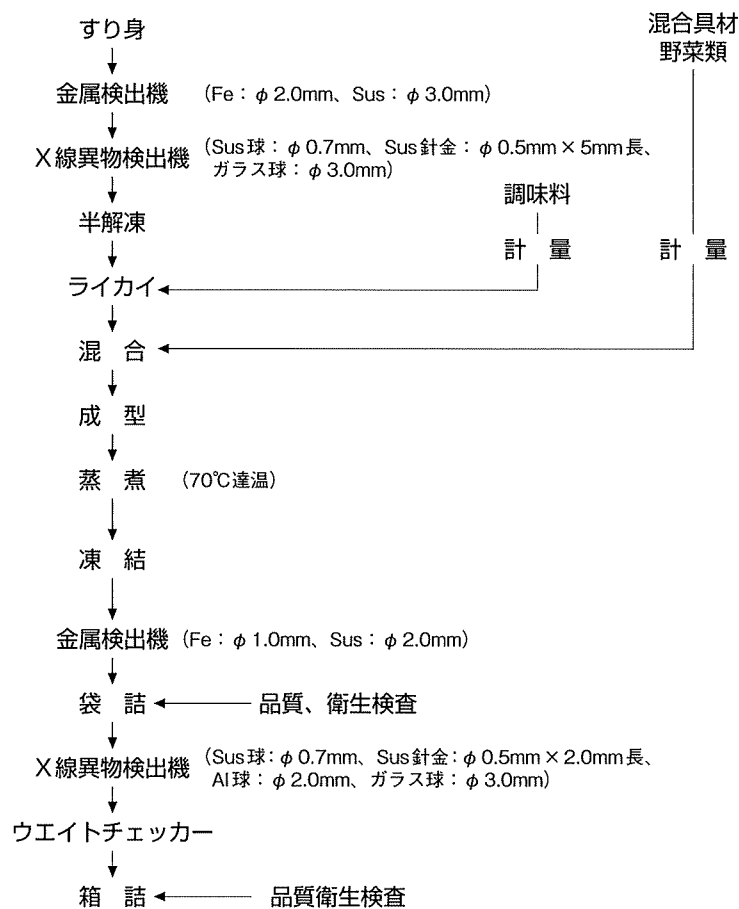 すり身
混合具材
野菜類
金属検出機 (Fe：φ2.0mm、Sus：φ3.0mm)
X線異物検出機 (Sus球：φ0.7mm、Sus針金：φ0.5mm×5mm長、
ガラス球：φ3.0mm)
調味料
半解凍
計 量
計 量
ライカイ
混 合
成 型
蒸 煮 (70℃達温)
凍 結
金属検出機 (Fe：φ1.0mm、Sus：φ2.0mm)
袋 詰 品質、衛生検査
X線異物検出機 (Sus球：φ0.7mm、Sus針金：φ0.5mm×2.0mm長、
Al球：φ2.0mm、ガラス球：φ3.0mm)
ウエイトチェッカー
箱 詰 品質衛生検査